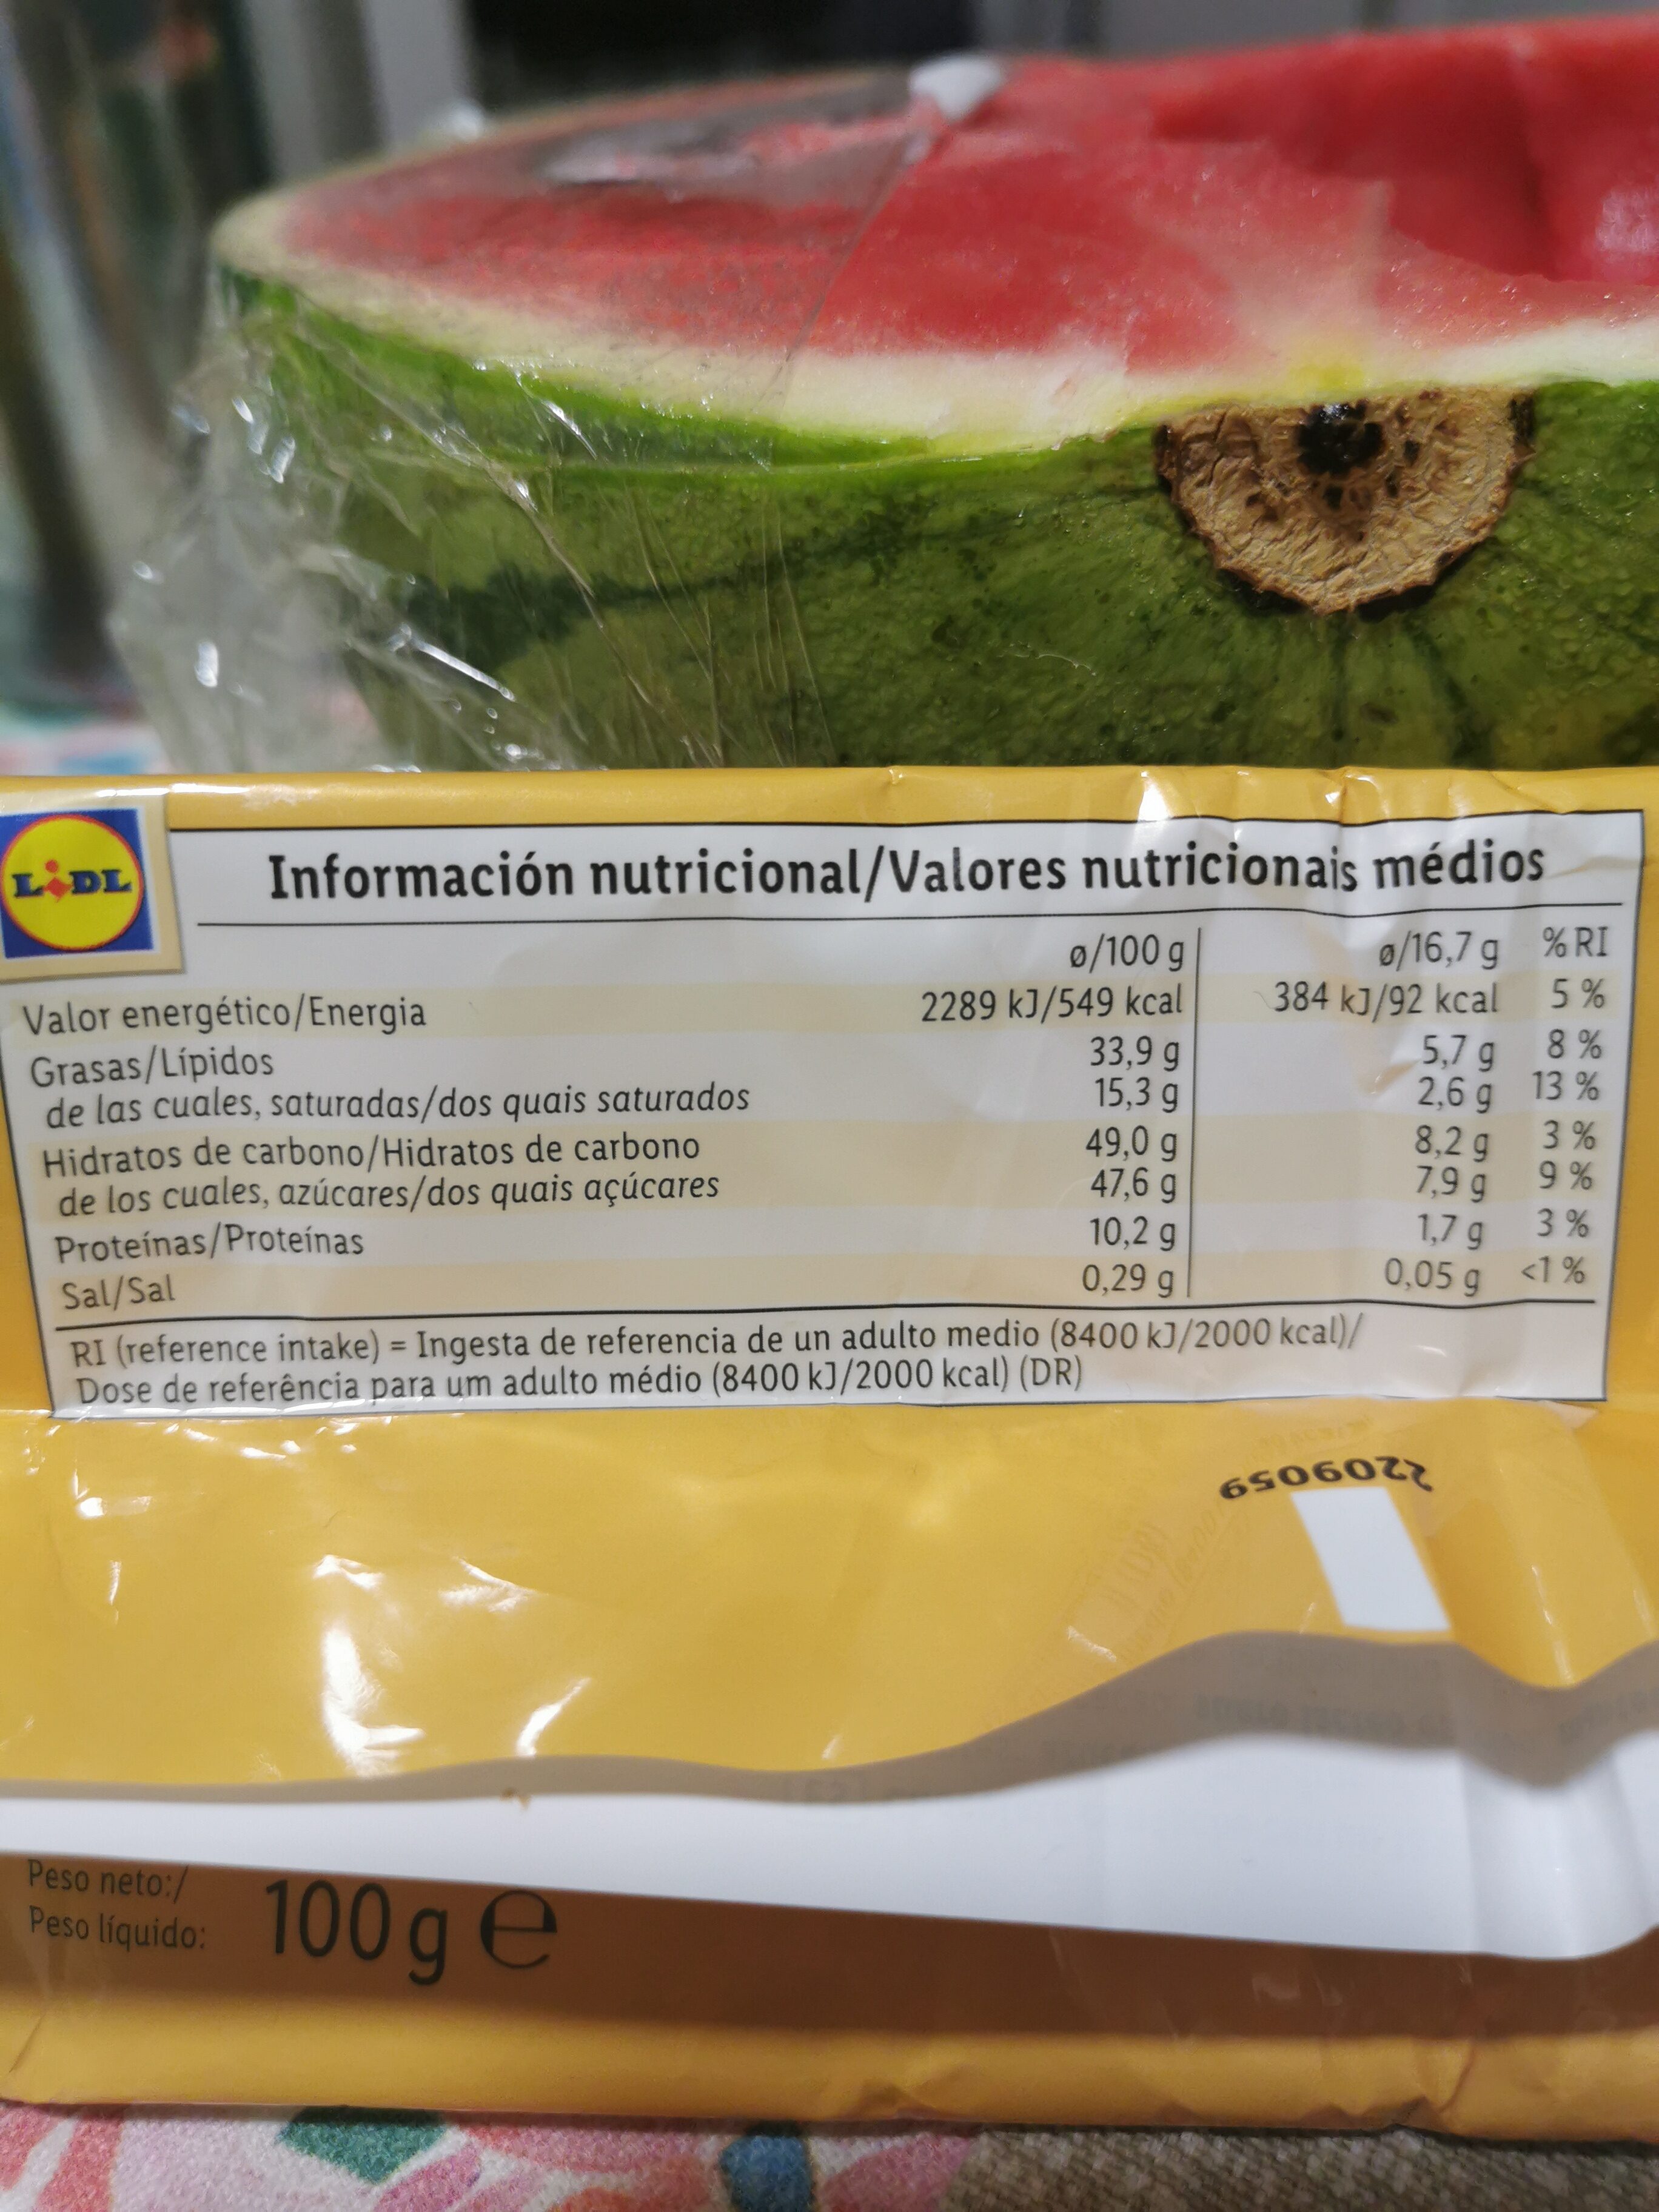 LIDL
Información nutricional/Valores nutricionais médios
ø/100 g ø/16,7 g % RI
Valor energético/Energia 2289 kJ/549 kcal 384 kJ/92 kcal 5 %
Grasas/Lípidos 33,9 g 5,7 g 8 %
de las cuales, saturadas/dos quais saturados 15,3 g 2,6 g 13 %
Hidratos de carbono/Hidratos de carbono 49,0 g 8,2 g 3 %
de los cuales, azúcares/dos quais açúcares 47,6 g 7,9 g 9 %
Proteínas/Proteínas 10,2 g 1,7 g 3 %
Sal/Sal 0,29 g 0,05 g <1 %
RI (reference intake) = Ingesta de referencia de un adulto medio (8400 kJ/2000 kcal)/
Dose de referência para um adulto médio (8400 kJ/2000 kcal) (DR)
2209059
Peso neto:/
Peso líquido: 100 g e